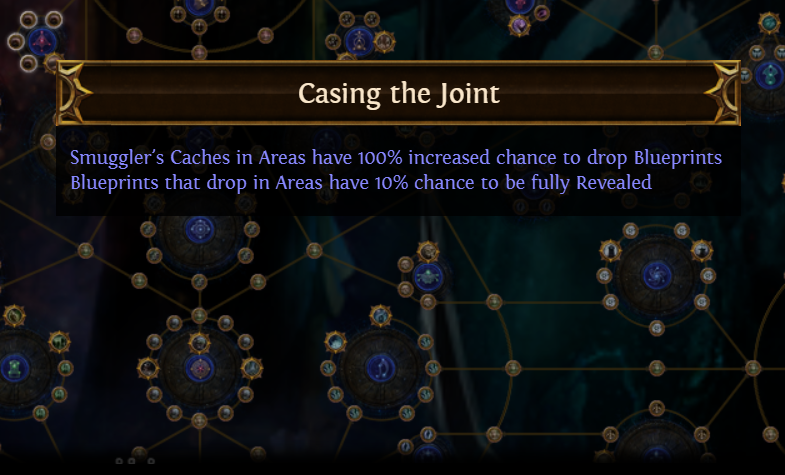 Casing the Joint
Smuggler's Caches in Areas have 100% increased chance to drop Blueprints
Blueprints that drop in Areas have 10% chance to be fully Revealed